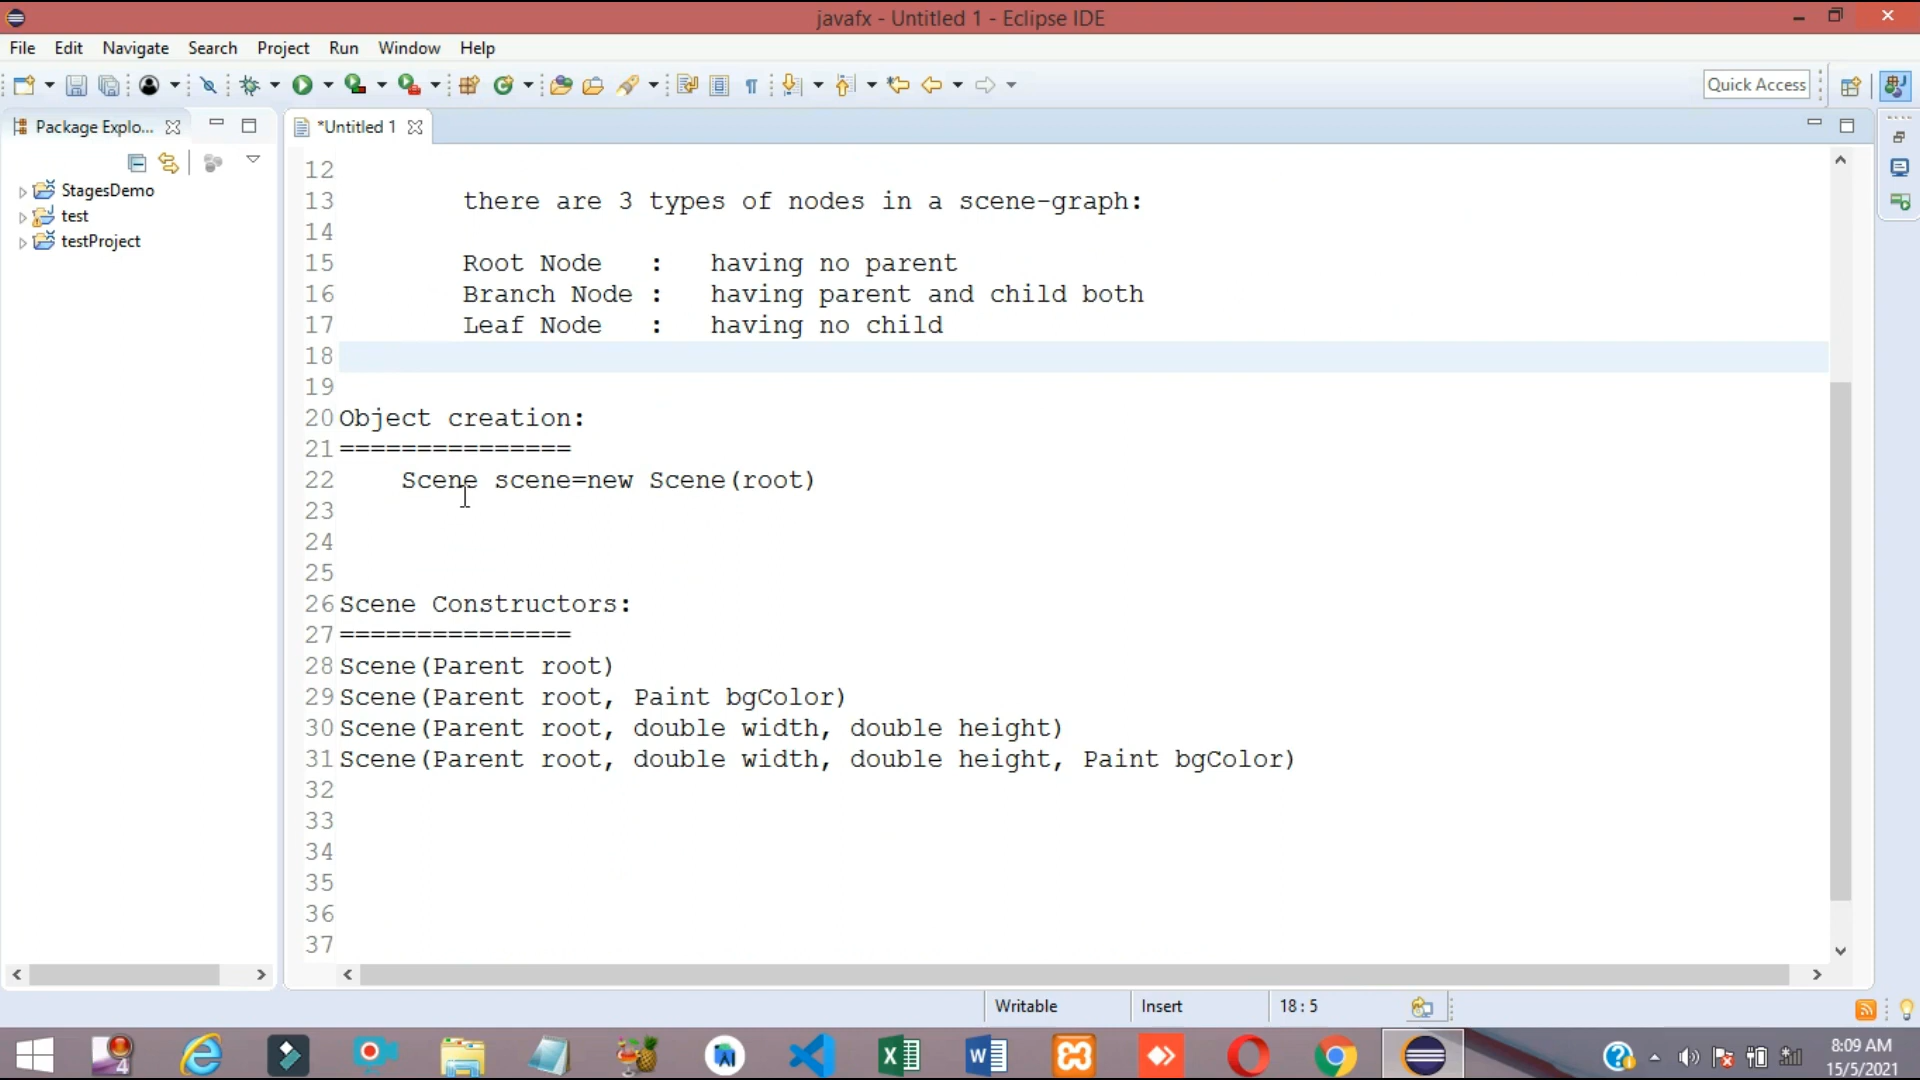 javafx - Untitled 1 - Eclipse IDE
File Edit Navigate Search Project Run Window Help
Quick Access
Package Explo...
*Untitled 1
StagesDemo
test
testProject
12
13 there are 3 types of nodes in a scene-graph:
14
15 Root Node : having no parent
16 Branch Node : having parent and child both
17 Leaf Node : having no child
18
19
20 Object creation:
21 ===============
22 Scene scene=new Scene(root)
23
24
25
26 Scene Constructors:
27 ===============
28 Scene(Parent root)
29 Scene(Parent root, Paint bgColor)
30 Scene(Parent root, double width, double height)
31 Scene(Parent root, double width, double height, Paint bgColor)
32
33
34
35
36
37
Writable Insert 18 : 5
4
8:09 AM
15/5/2021